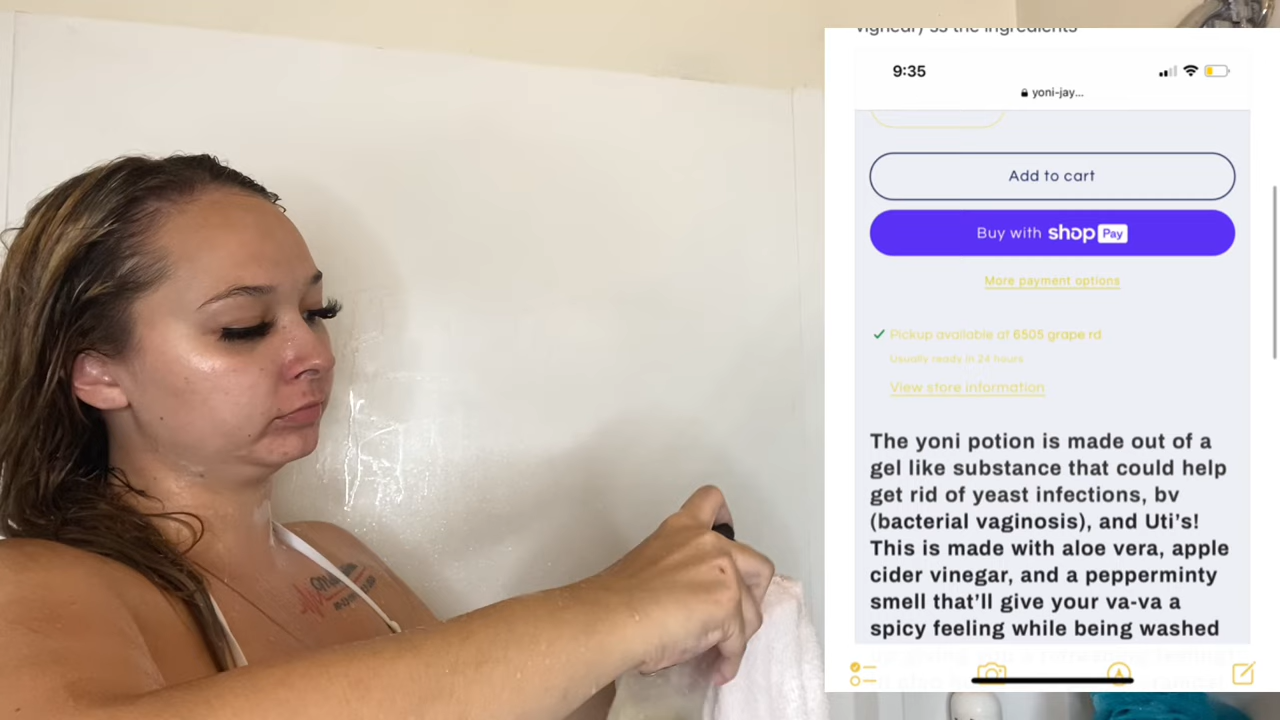 9:35
yoni-jay...
Add to cart
Buy with shop Pay
More payment options
Pickup available at 6505 grape rd
Usually ready in 24 hours
View store information
The yoni potion is made out of a
gel like substance that could help
get rid of yeast infections, bv
(bacterial vaginosis), and Uti's!
This is made with aloe vera, apple
cider vinegar, and a pepperminty
smell that'll give your va-va a
spicy feeling while being washed